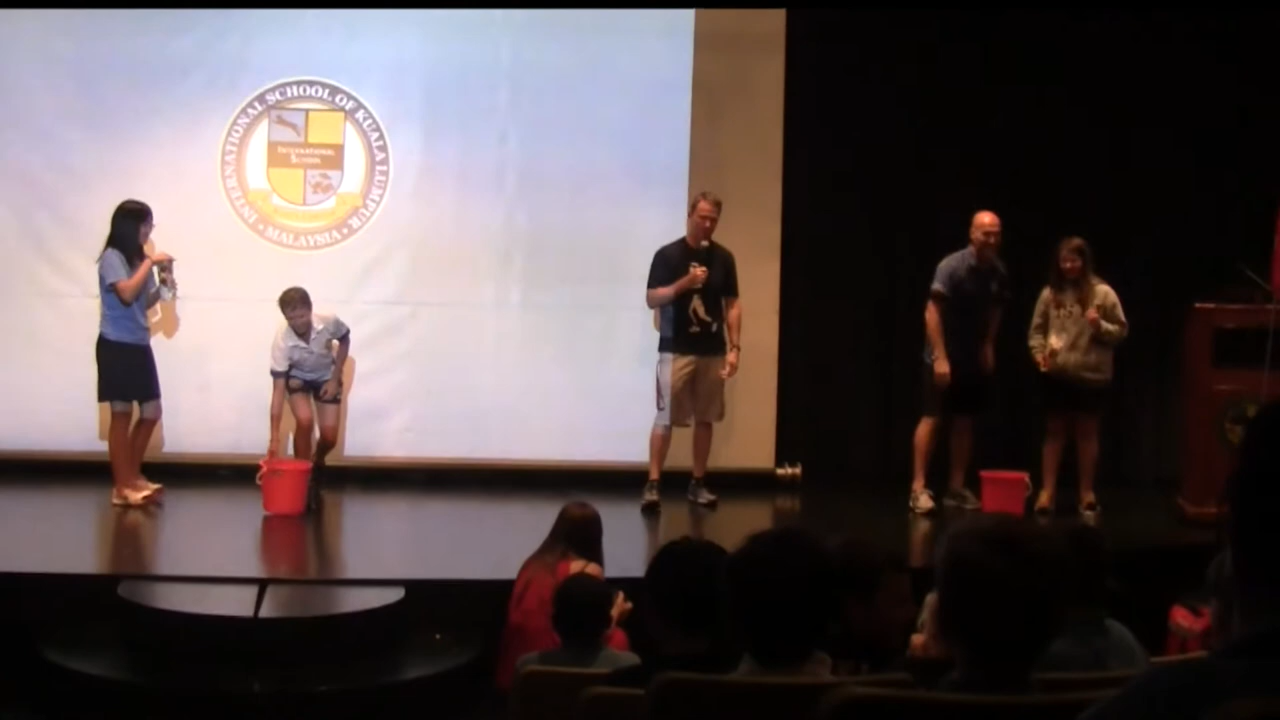 INTERNATIONAL SCHOOL OF KUALA LUMPUR
INTERNATIONAL
SCHOOL
• MALAYSIA •